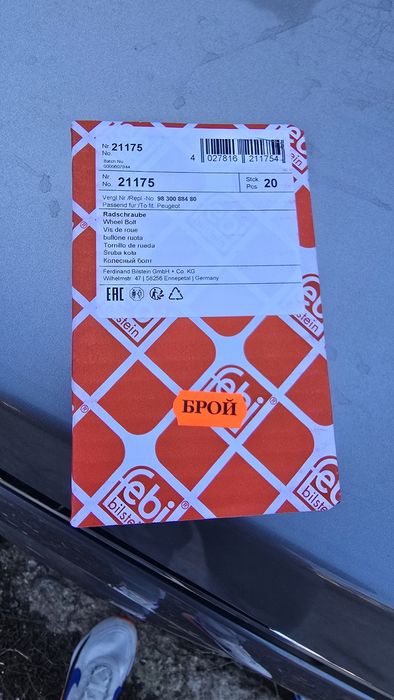 Nr. 21175
No.
Batch No
4 027816 211754
Nr.
No. 21175
Stck.
Pcs 20
Vergl Nr./Repl -No 98 300 884 80
Passend für /To fit: Peugeot
Radschraube
Wheel Bolt
Vis de roue
bullone ruota
Tornillo de rueda
Śruba koła
Колесный болт
Ferdinand Bilstein GmbH + Co. KG
Wilhelmstr. 47 | 58256 Ennepetal | Germany
EAC
febi
bilstein
febi
bilstein
БРОЙ
febi
bilstein
febi
bilstein